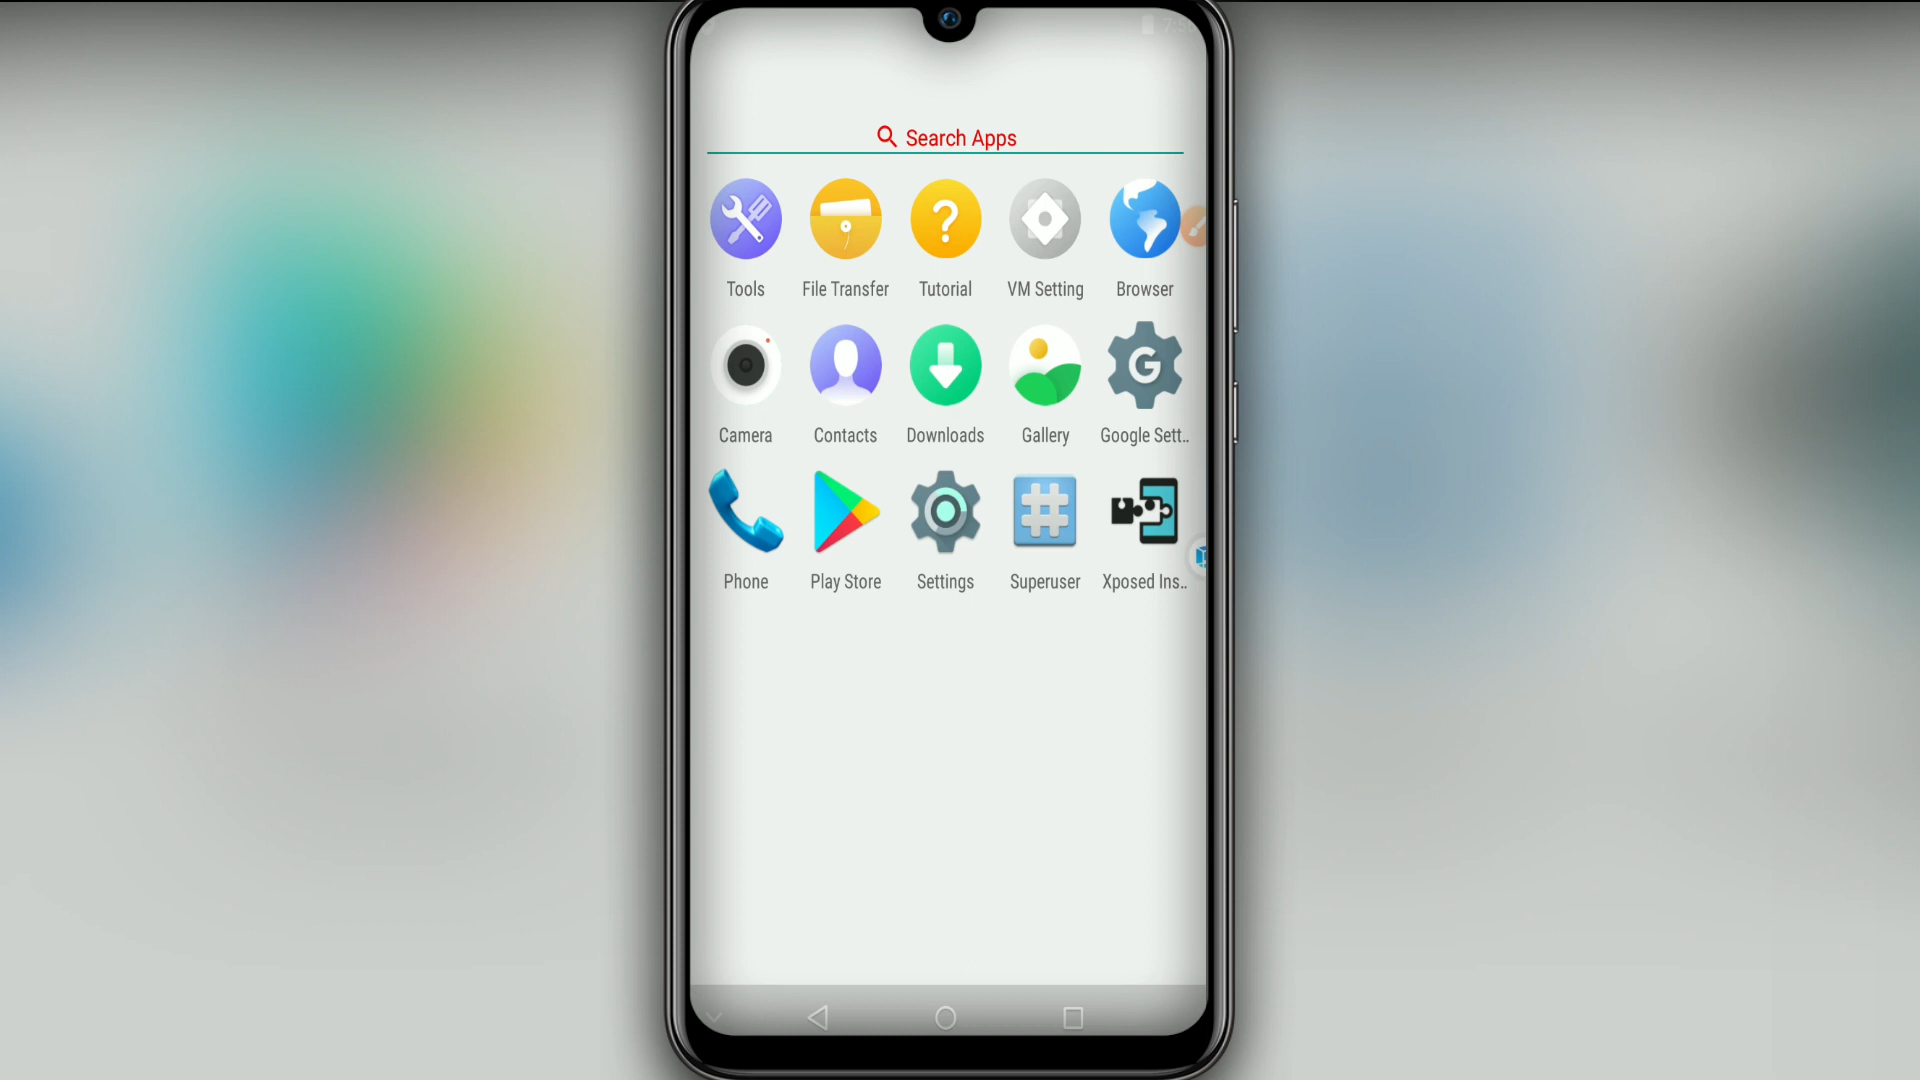 Search Apps
Tools File Transfer Tutorial VM Setting Browser
Camera Contacts Downloads Gallery Google Sett..
Phone Play Store Settings Superuser Xposed Ins..